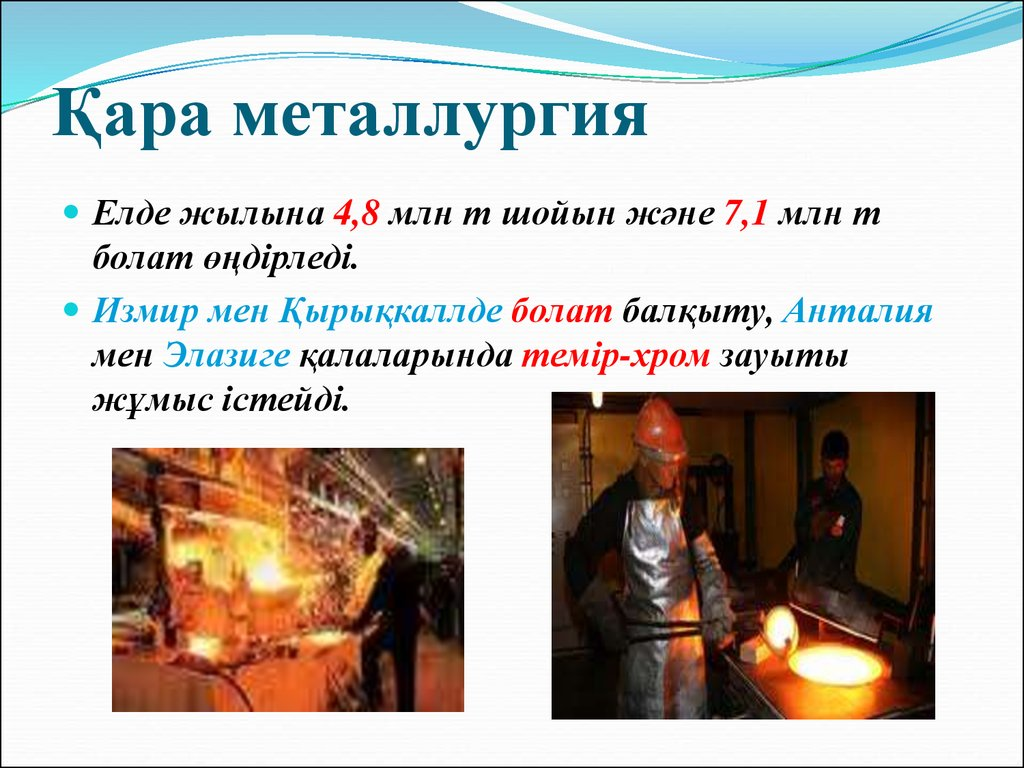 Қара металлургия
Елде жылына 4,8 млн т шойын және 7,1 млн т
болат өңдірледі.
Измир мен Қырыққаллде болат балқыту, Анталия
мен Элазиге қалаларында темір-хром зауыты
жұмыс істейді.